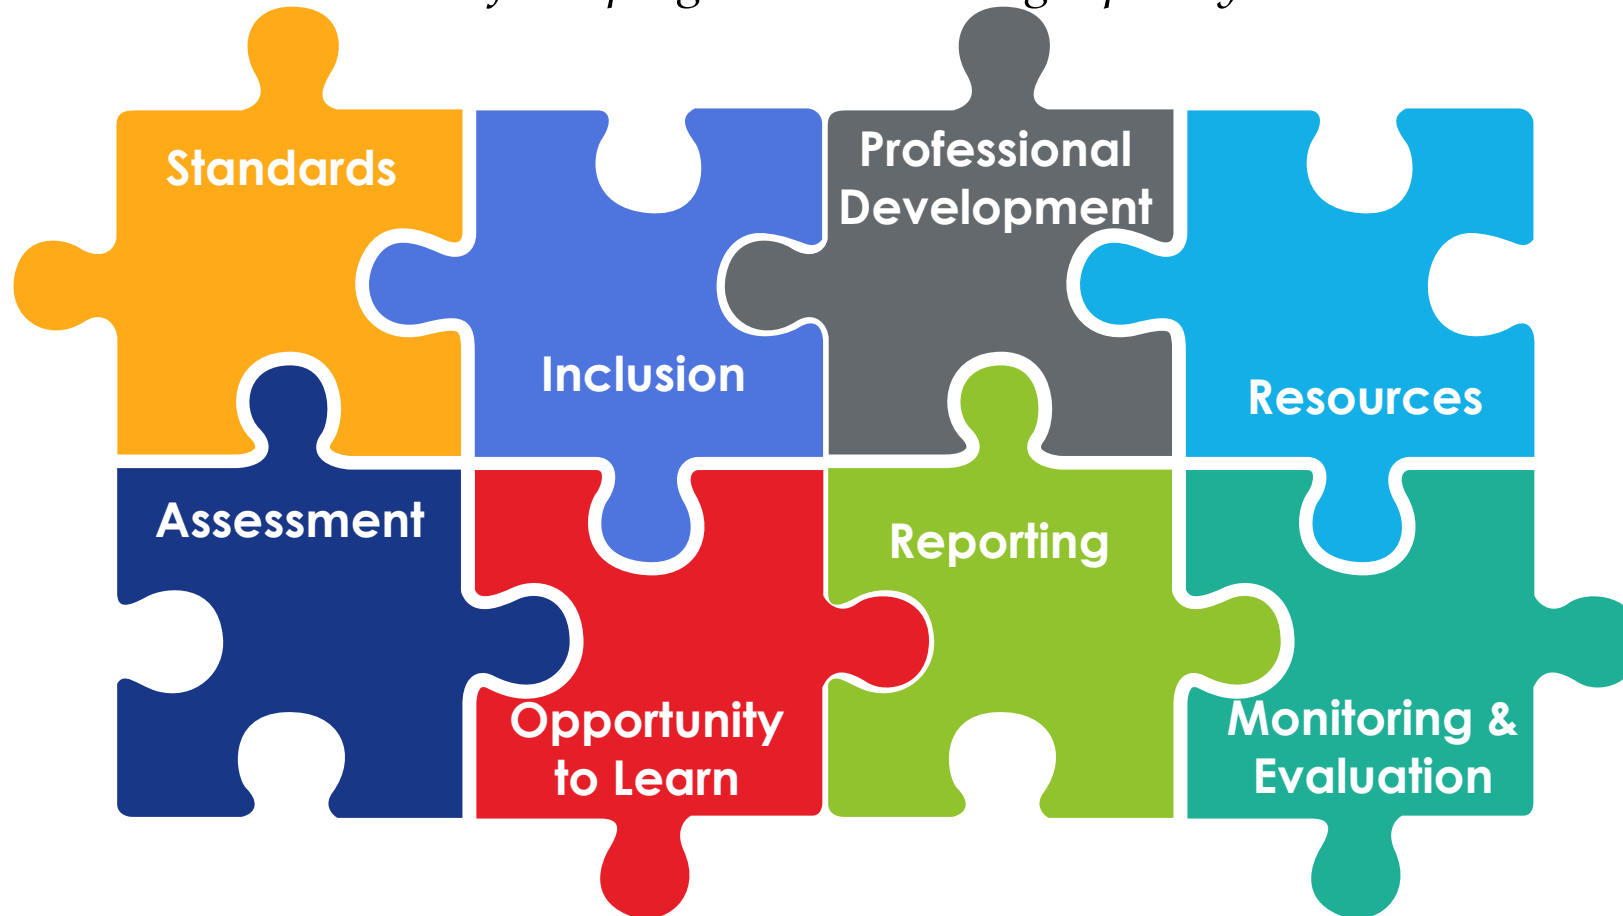 Standards
Inclusion
Professional
Development
Resources
Assessment
Opportunity
to Learn
Reporting
Monitoring &
Evaluation